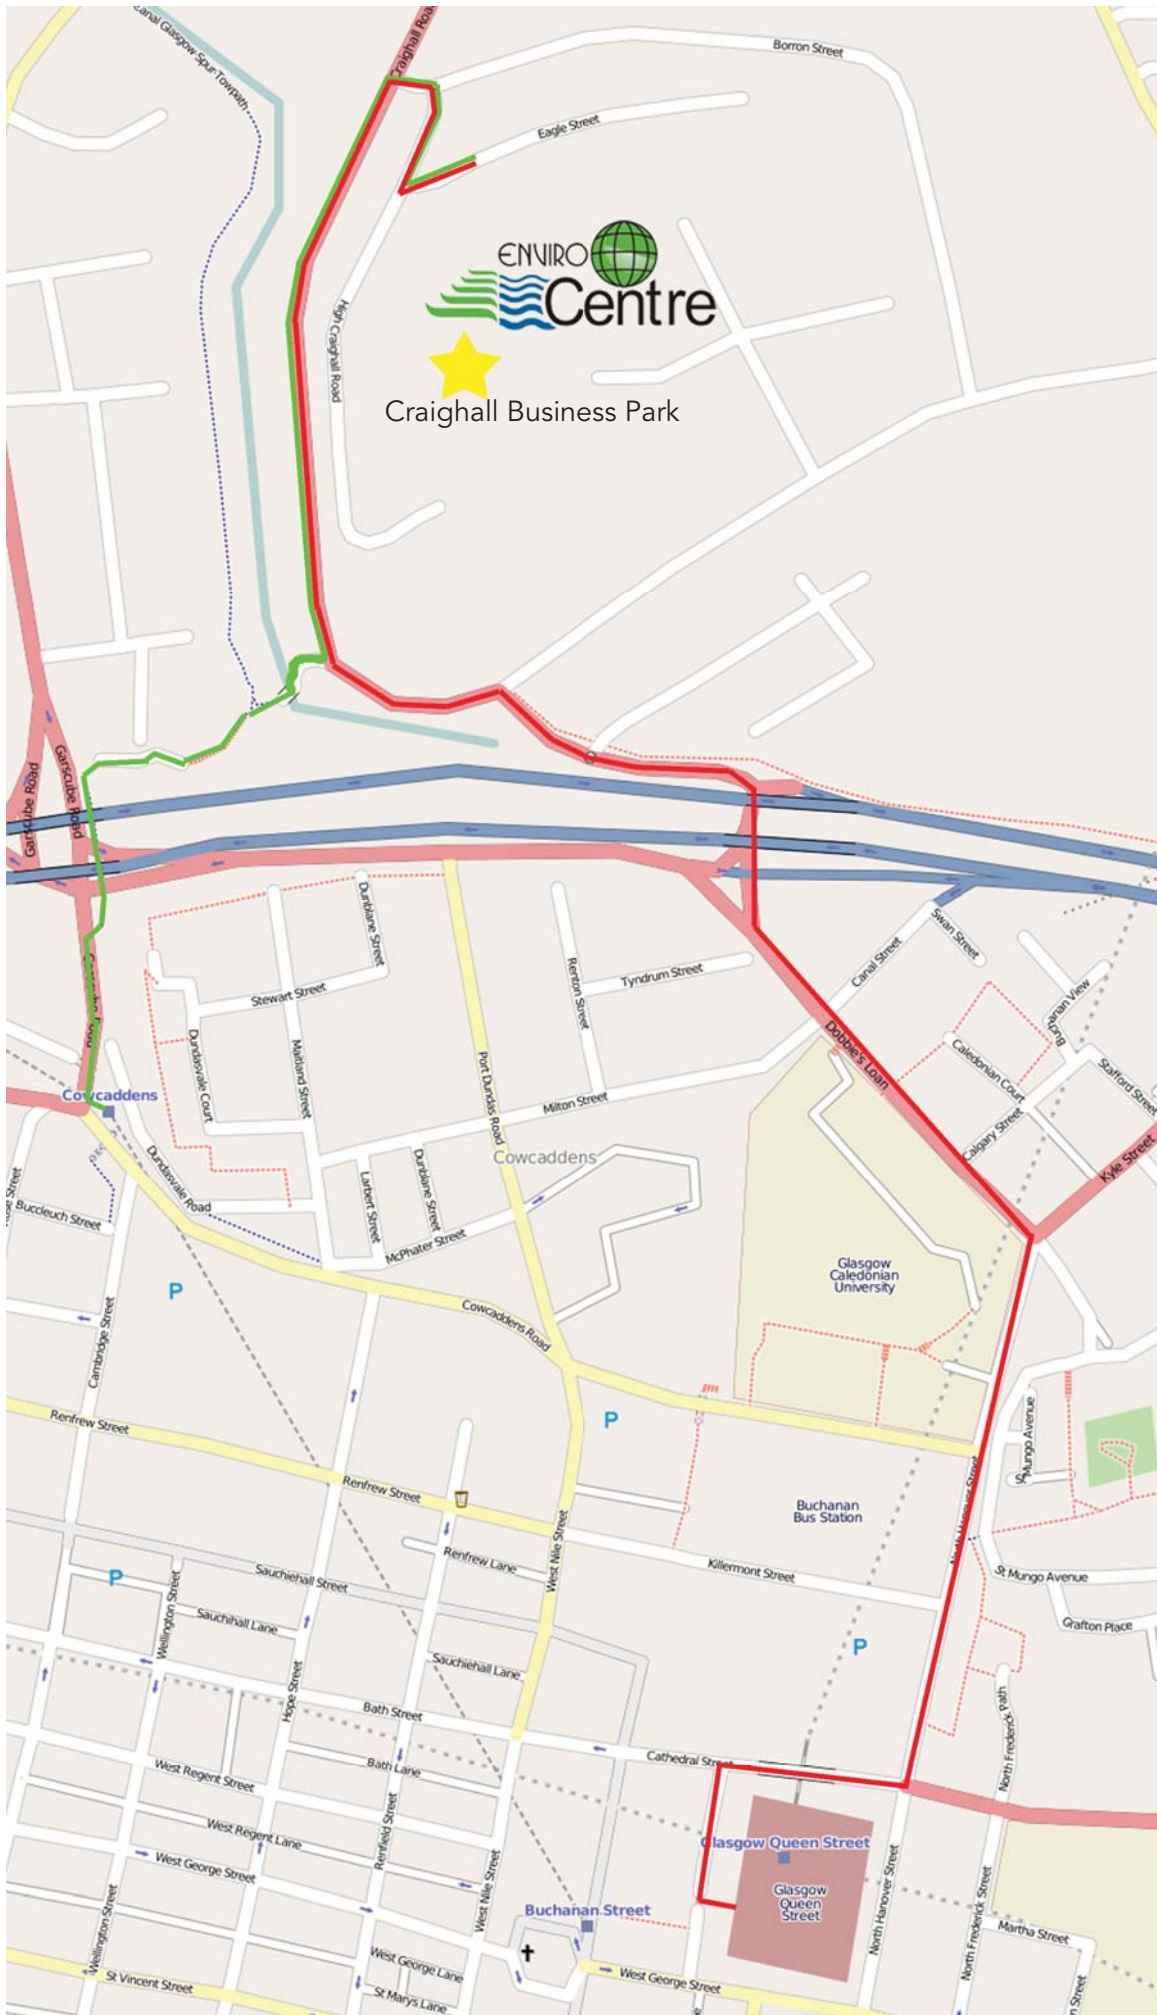 Canal Glasgow Spur Towpath
Craighall Road
Borron Street
Eagle Street
ENVIRO
Centre
High Craighall Road
Craighall Business Park
Garscube Road
Garscube Road
Garscube Road
Dunblane Street
Stewart Street
Renton Street
Tyndrum Street
Swan Street
Canal Street
Dundasvale Court
Maitland Street
Port Dundas Road
Dobbie's Loan
Caledonian Court
Stafford Street
Calgary Street
Kyle Street
Cowcaddens
Milton Street
Cowcaddens
Dundasvale Road
Larbert Street
Dunblane Street
McPhater Street
Buccleuch Street
Glasgow
Caledonian
University
P
Cambridge Street
Cowcaddens Road
Renfrew Street
P
St Mungo Avenue
Renfrew Street
Buchanan
Bus Station
North Hanover Street
West Nile Street
Renfrew Lane
Killermont Street
St Mungo Avenue
P
Sauchiehall Street
Wellington Street
Sauchihall Lane
Grafton Place
P
Sauchiehall Lane
Hope Street
Bath Street
Cathedral Street
North Frederick Path
Bath Lane
West Regent Street
Renfield Street
West Regent Lane
Glasgow Queen Street
West George Street
West Nile Street
Glasgow
Queen
Street
Buchanan Street
North Hanover Street
North Frederick Street
Martha Street
Wellington Street
West George Lane
West George Street
St Vincent Street
St Marys Lane